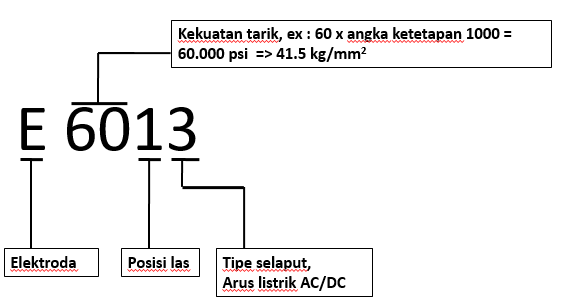 Kekuatan tarik, ex : 60 x angka ketetapan 1000 =
60.000 psi => 41.5 kg/mm²
E 6013
Elektroda
Posisi las
Tipe selaput,
Arus listrik AC/DC